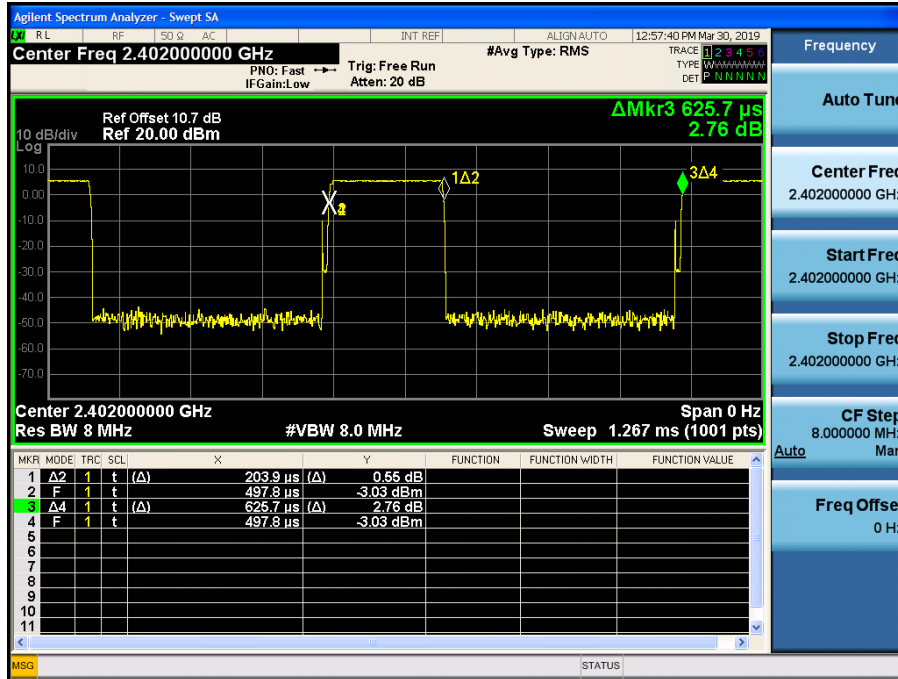 Agilent Spectrum Analyzer - Swept SA
LXI RL RF 50 Ω AC INT REF ALIGNAUTO 12:57:40 PM Mar 30, 2019
Center Freq 2.402000000 GHz #Avg Type: RMS TRACE 1 2 3 4 5 6
PNO: Fast Trig: Free Run TYPE WWWWWW
IFGain:Low Atten: 20 dB DET P N N N N N
Frequency
Ref Offset 10.7 dB ΔMkr3 625.7 µs
10 dB/div Ref 20.00 dBm 2.76 dB
Log
10.0
0.00
-10.0
-20.0
-30.0
-40.0
-50.0
-60.0
-70.0
1Δ2
3Δ4
Center 2.402000000 GHz Span 0 Hz
Res BW 8 MHz #VBW 8.0 MHz Sweep 1.267 ms (1001 pts)
MKR MODE TRC SCL X Y FUNCTION FUNCTION WIDTH FUNCTION VALUE
1 Δ2 1 t (Δ) 203.9 µs (Δ) 0.55 dB
2 F 1 t 497.8 µs -3.03 dBm
3 Δ4 1 t (Δ) 625.7 µs (Δ) 2.76 dB
4 F 1 t 497.8 µs -3.03 dBm
5
6
7
8
9
10
11
MSG STATUS
Auto Tune
Center Freq
2.402000000 GHz
Start Freq
2.402000000 GHz
Stop Freq
2.402000000 GHz
CF Step
8.000000 MHz
Auto Man
Freq Offset
0 Hz